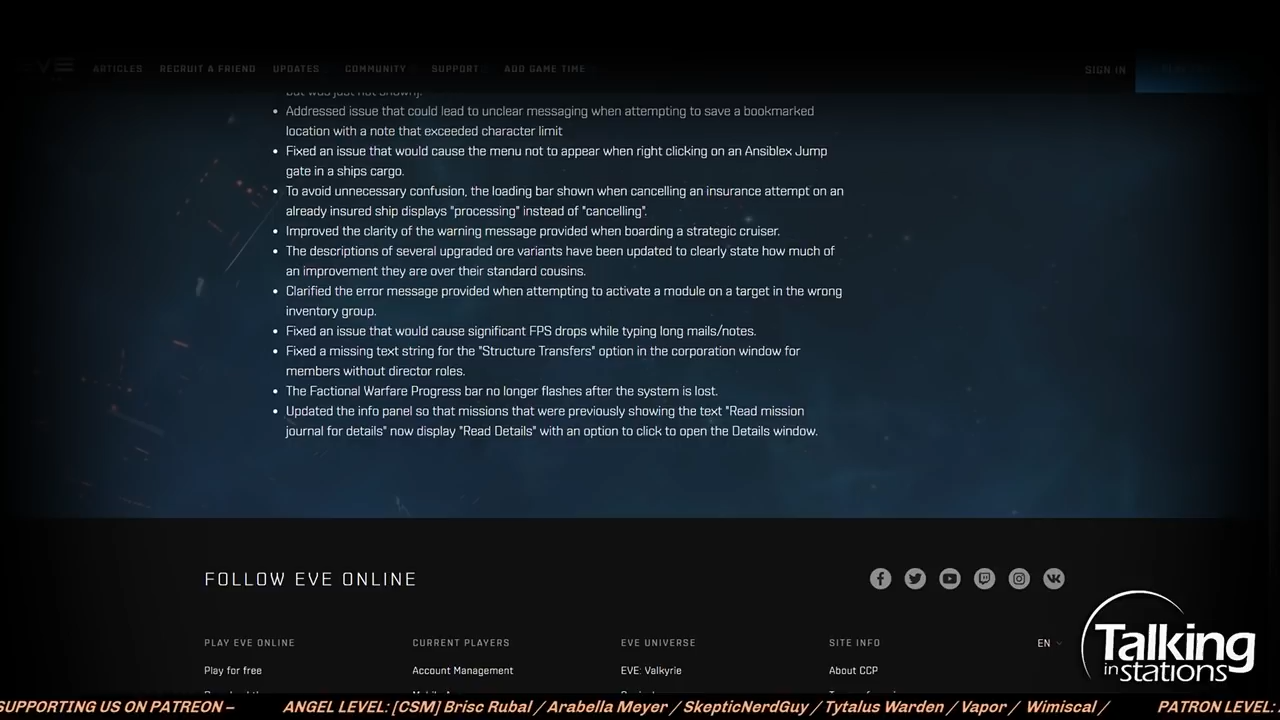 ARTICLES RECRUIT A FRIEND UPDATES COMMUNITY SUPPORT ADD GAME TIME SIGN IN
but was just not shown).
• Addressed issue that could lead to unclear messaging when attempting to save a bookmarked
location with a note that exceeded character limit
• Fixed an issue that would cause the menu not to appear when right clicking on an Ansiblex Jump
gate in a ships cargo.
• To avoid unnecessary confusion, the loading bar shown when cancelling an insurance attempt on an
already insured ship displays "processing" instead of "cancelling".
• Improved the clarity of the warning message provided when boarding a strategic cruiser.
• The descriptions of several upgraded ore variants have been updated to clearly state how much of
an improvement they are over their standard cousins.
• Clarified the error message provided when attempting to activate a module on a target in the wrong
inventory group.
• Fixed an issue that would cause significant FPS drops while typing long mails/notes.
• Fixed a missing text string for the "Structure Transfers" option in the corporation window for
members without director roles.
• The Factional Warfare Progress bar no longer flashes after the system is lost.
• Updated the info panel so that missions that were previously showing the text "Read mission
journal for details" now display "Read Details" with an option to click to open the Details window.
FOLLOW EVE ONLINE
PLAY EVE ONLINE CURRENT PLAYERS EVE UNIVERSE SITE INFO EN
Play for free Account Management EVE: Valkyrie About CCP
Talking
in stations
SUPPORTING US ON PATREON – ANGEL LEVEL: [CSM] Brisc Rubal / Arabella Meyer / SkepticNerdGuy / Tytalus Warden / Vapor / Wimiscal / PATRON LEVEL: